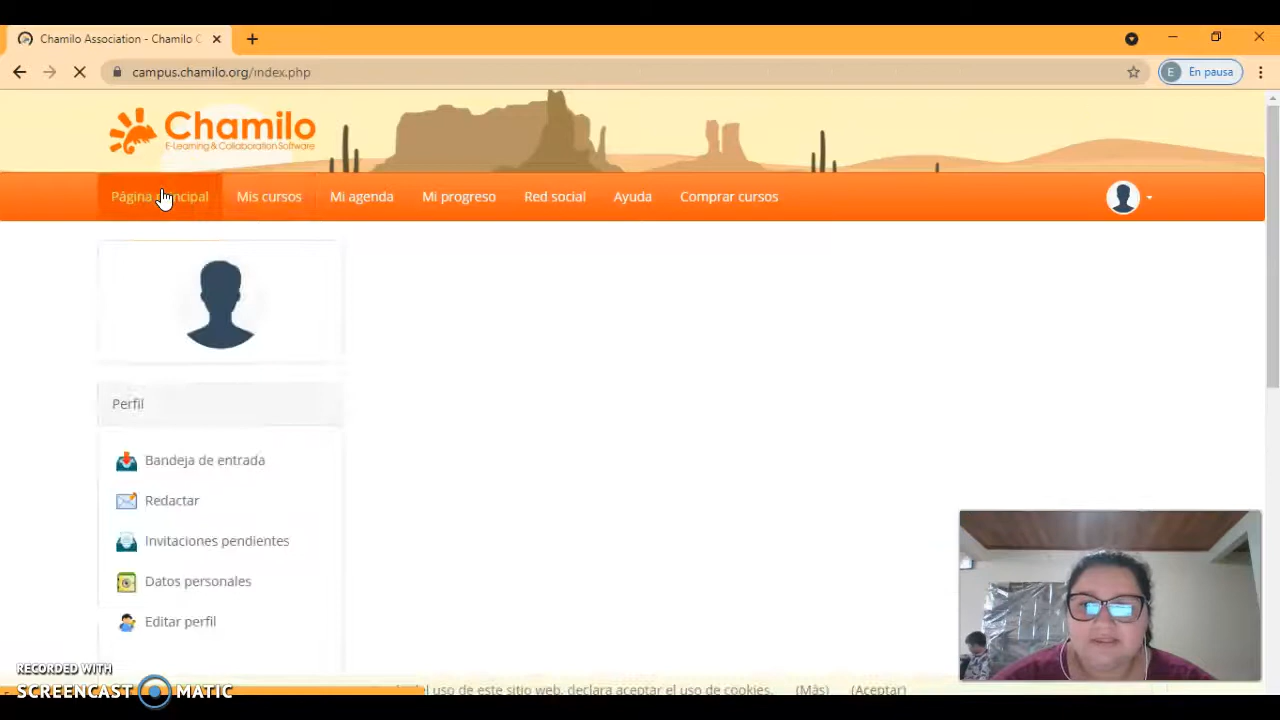 Chamilo Association - Chamilo C
campus.chamilo.org/index.php
E
En pausa
Chamilo
E-Learning & Collaboration Software
Página
Mis cursos
Mi agenda
Mi progreso
Red social
Ayuda
Comprar cursos
Perfil
Bandeja de entrada
Redactar
Invitaciones pendientes
Datos personales
Editar perfil
del uso de este sitio web, declara aceptar el uso de cookies. (Más) (Aceptar)
RECORDED WITH
SCREENCAST MATIC